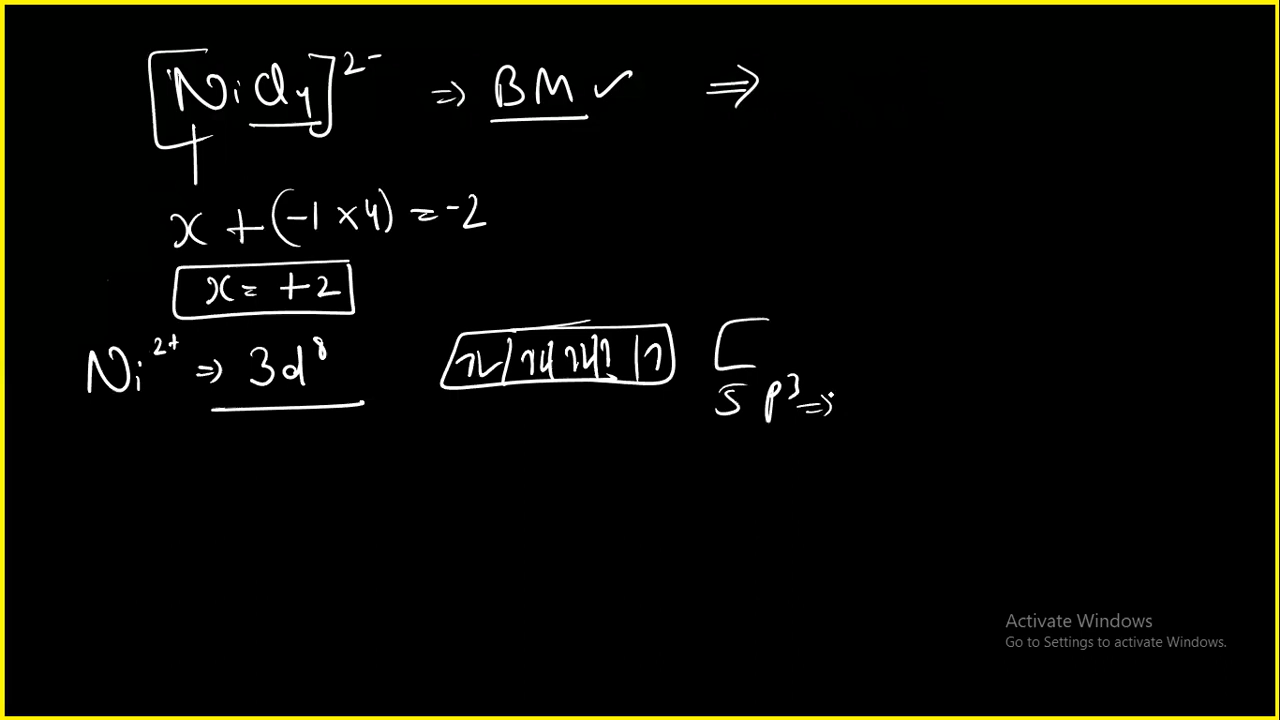 [NiCl₄]²⁻ ⇒ BM ✓ ⇒
x + (-1 × 4) = -2
x = +2
Ni²⁺ ⇒ 3d⁸
sp³ ⇒
Activate Windows
Go to Settings to activate Windows.